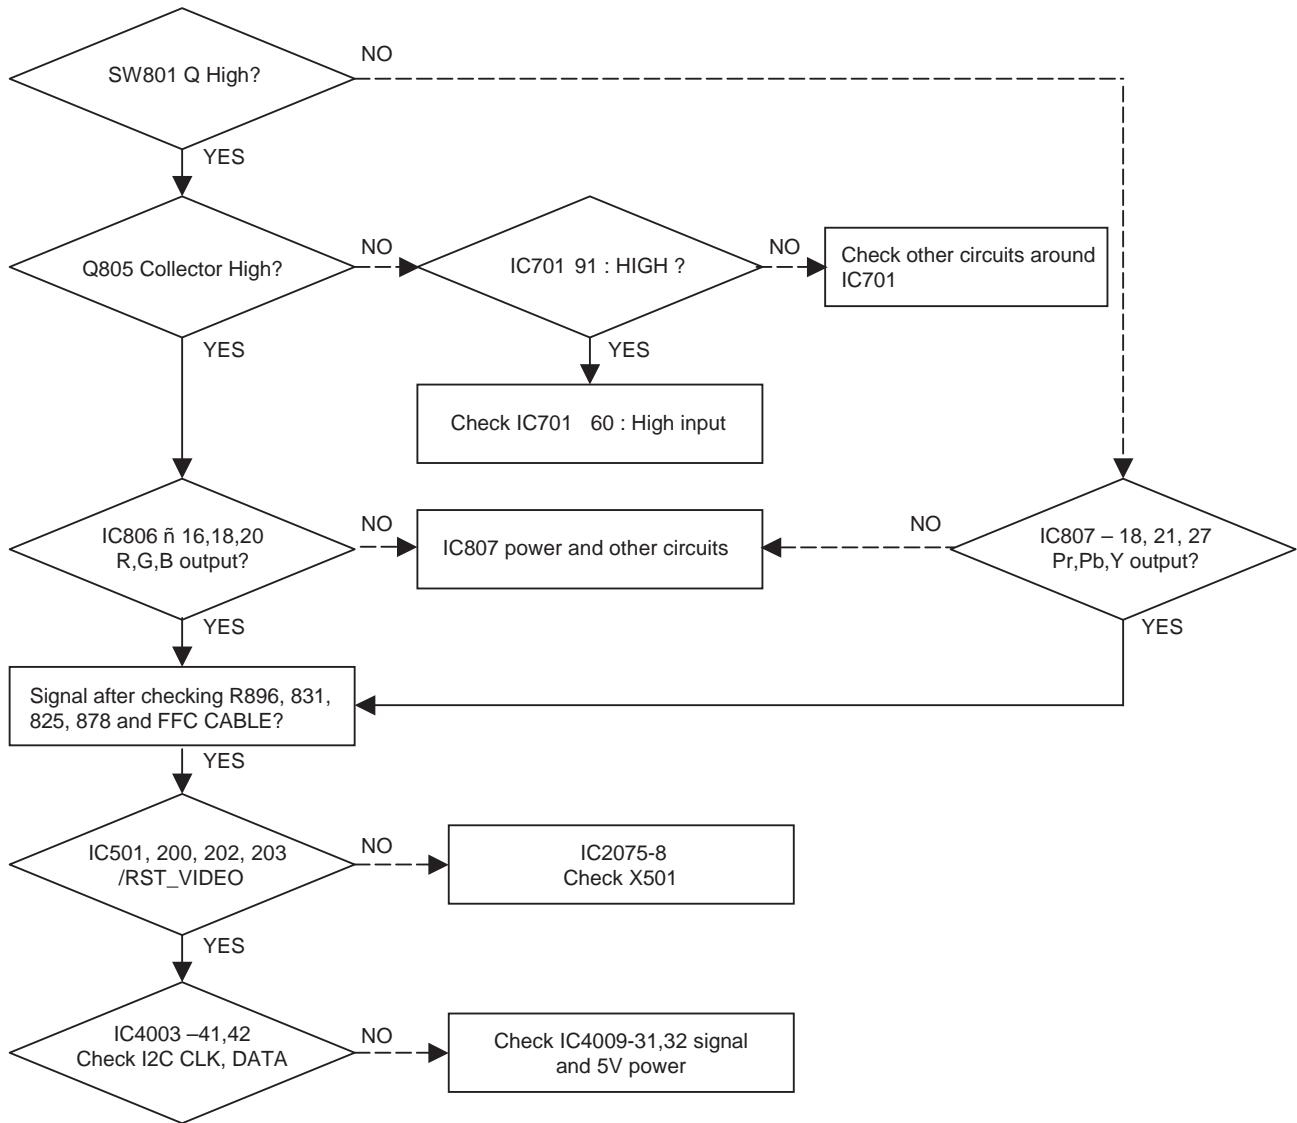 SW801 Q High?
NO
YES
Q805 Collector High?
NO
IC701 91 : HIGH ?
NO
Check other circuits around
IC701
YES
YES
Check IC701 60 : High input
IC806 ñ 16,18,20
R,G,B output?
NO
IC807 power and other circuits
NO
IC807 – 18, 21, 27
Pr,Pb,Y output?
YES
YES
Signal after checking R896, 831,
825, 878 and FFC CABLE?
YES
IC501, 200, 202, 203
/RST_VIDEO
NO
IC2075-8
Check X501
YES
IC4003 –41,42
Check I2C CLK, DATA
NO
Check IC4009-31,32 signal
and 5V power